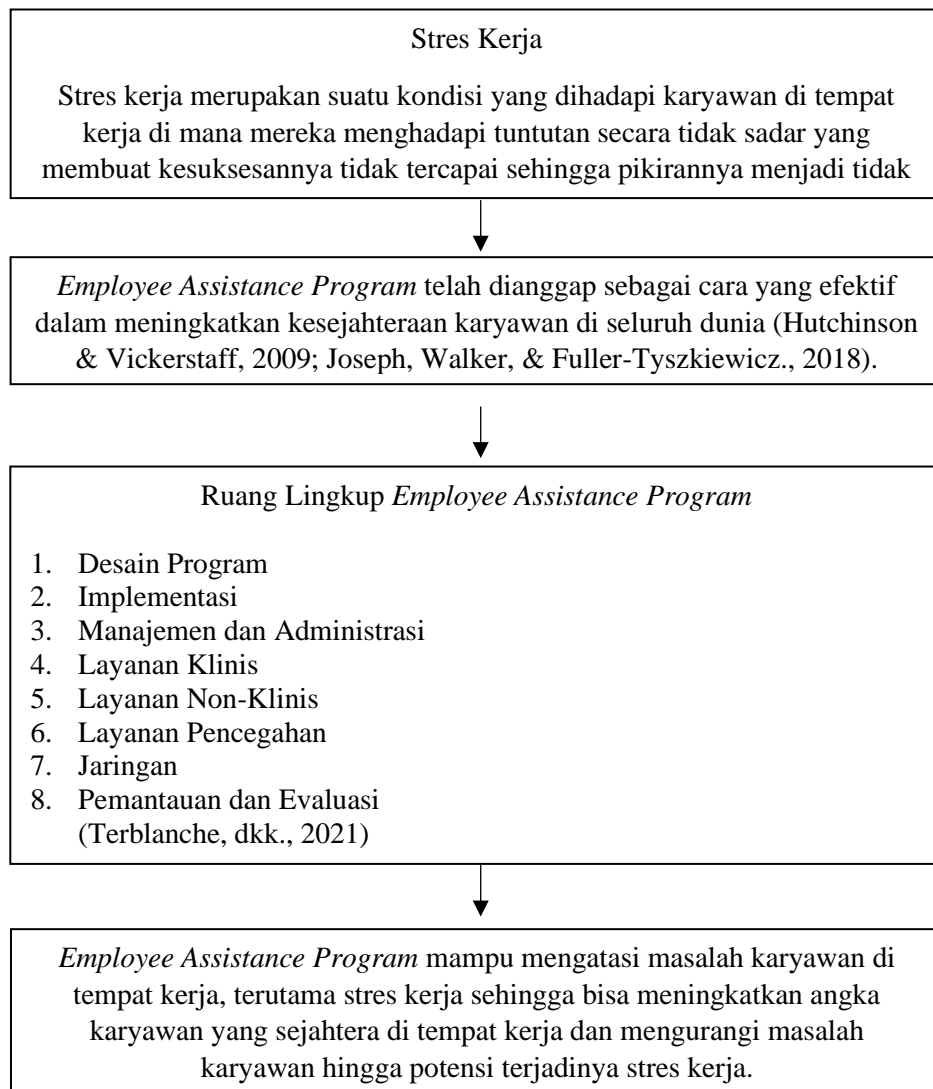 Stres Kerja
Stres kerja merupakan suatu kondisi yang dihadapi karyawan di tempat
kerja di mana mereka menghadapi tuntutan secara tidak sadar yang
membuat kesuksesannya tidak tercapai sehingga pikirannya menjadi tidak
Employee Assistance Program telah dianggap sebagai cara yang efektif
dalam meningkatkan kesejahteraan karyawan di seluruh dunia (Hutchinson
& Vickerstaff, 2009; Joseph, Walker, & Fuller-Tyszkiewicz., 2018).
Ruang Lingkup Employee Assistance Program
1. Desain Program
2. Implementasi
3. Manajemen dan Administrasi
4. Layanan Klinis
5. Layanan Non-Klinis
6. Layanan Pencegahan
7. Jaringan
8. Pemantauan dan Evaluasi
(Terblanche, dkk., 2021)
Employee Assistance Program mampu mengatasi masalah karyawan di
tempat kerja, terutama stres kerja sehingga bisa meningkatkan angka
karyawan yang sejahtera di tempat kerja dan mengurangi masalah
karyawan hingga potensi terjadinya stres kerja.